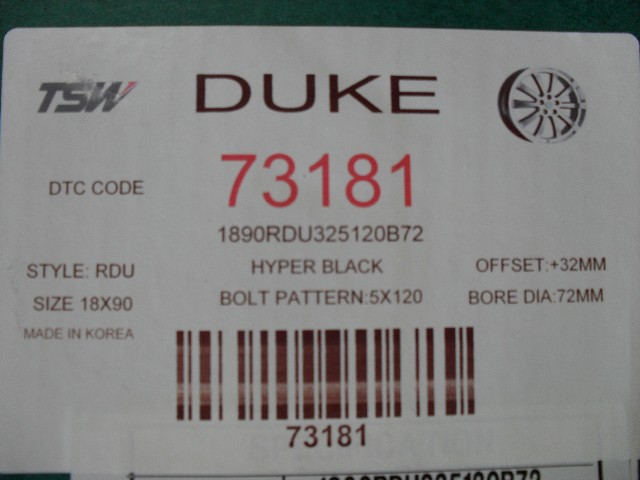 TSW DUKE
DTC CODE 73181
1890RDU325120B72
STYLE: RDU HYPER BLACK OFFSET:+32MM
SIZE 18X90 BOLT PATTERN:5X120 BORE DIA:72MM
MADE IN KOREA
73181
1890RDU325120B72